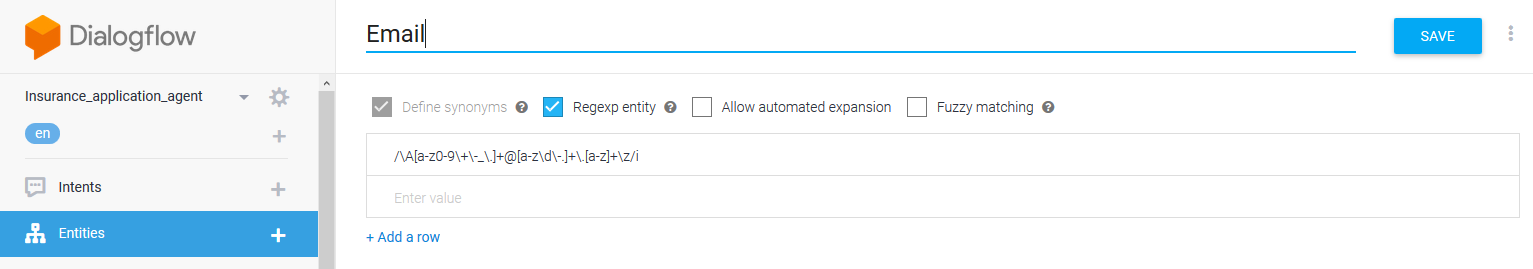 Dialogflow
Email
SAVE
Insurance_application_agent
en
Define synonyms
Regexp entity
Allow automated expansion
Fuzzy matching
/\A[a-z0-9\+\-_\.]+@[a-z\d\-.]+\.[a-z]+\z/i
Enter value
Intents
Entities
+ Add a row